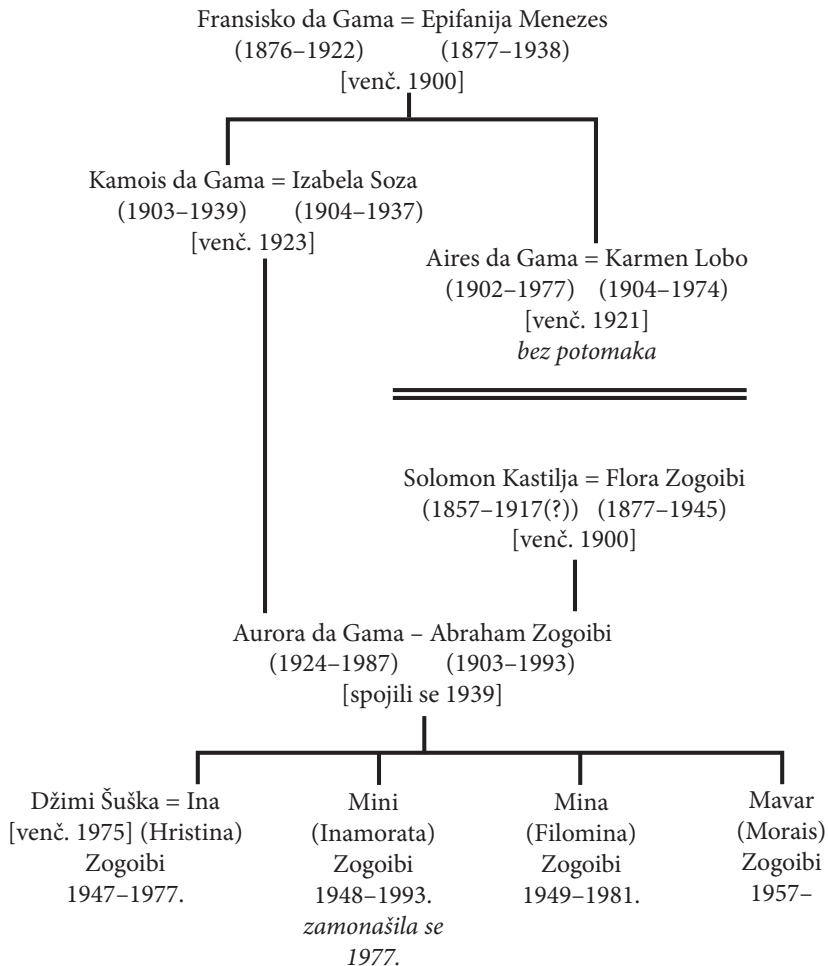 Fransisko da Gama = Epifanija Menezes
(1876–1922) (1877–1938)
[venč. 1900]
Kamois da Gama = Izabela Soza
(1903–1939) (1904–1937)
[venč. 1923]
Aires da Gama = Karmen Lobo
(1902–1977) (1904–1974)
[venč. 1921]
bez potomaka
Solomon Kastilja = Flora Zogoibi
(1857–1917(?)) (1877–1945)
[venč. 1900]
Aurora da Gama – Abraham Zogoibi
(1924–1987) (1903–1993)
[spojili se 1939]
Džimi Šuška = Ina
[venč. 1975] (Hristina)
Zogoibi
1947–1977.
Mini
(Inamorata)
Zogoibi
1948–1993.
zamonašila se
1977.
Mina
(Filomina)
Zogoibi
1949–1981.
Mavar
(Morais)
Zogoibi
1957–